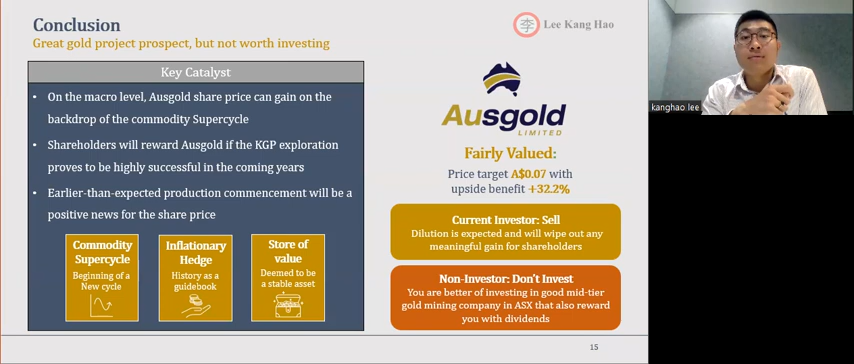 Conclusion
Great gold project prospect, but not worth investing
李 Lee Kang Hao
Key Catalyst
• On the macro level, Ausgold share price can gain on the
backdrop of the commodity Supercycle
• Shareholders will reward Ausgold if the KGP exploration
proves to be highly successful in the coming years
• Earlier-than-expected production commencement will be a
positive news for the share price
Commodity
Supercycle
Beginning of a
New cycle
Inflationary
Hedge
History as a
guidebook
Store of
value
Deemed to be
a stable asset
Ausgold
LIMITED
Fairly Valued:
Price target A$0.07 with
upside benefit +32.2%
Current Investor: Sell
Dilution is expected and will wipe out any
meaningful gain for shareholders
Non-Investor: Don't Invest
You are better of investing in good mid-tier
gold mining company in ASX that also reward
you with dividends
15
kanghao lee